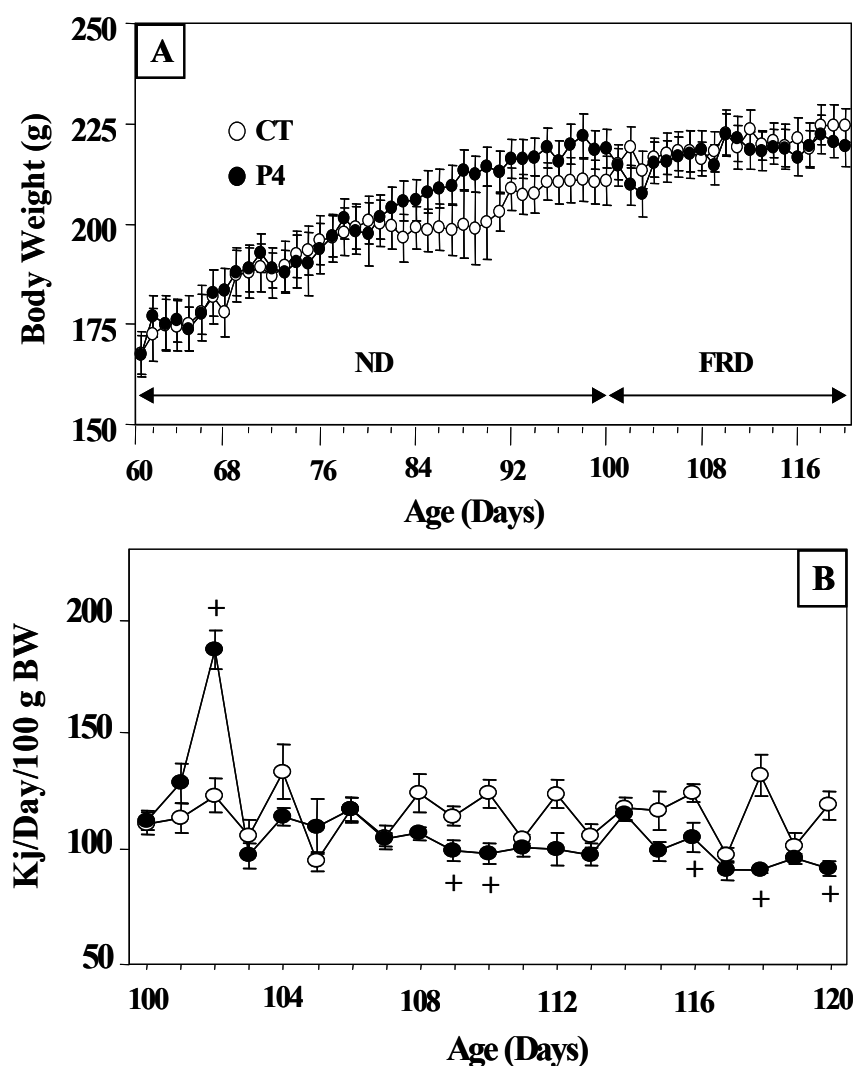 250
A
225
CT
P4
200
175
ND
FRD
150
60
68
76
84
92
100
108
116
Body Weight (g)
Age (Days)
B
200
+
150
100
+
+
+
+
+
50
100
104
108
112
116
120
Kj/Day/100 g BW
Age (Days)